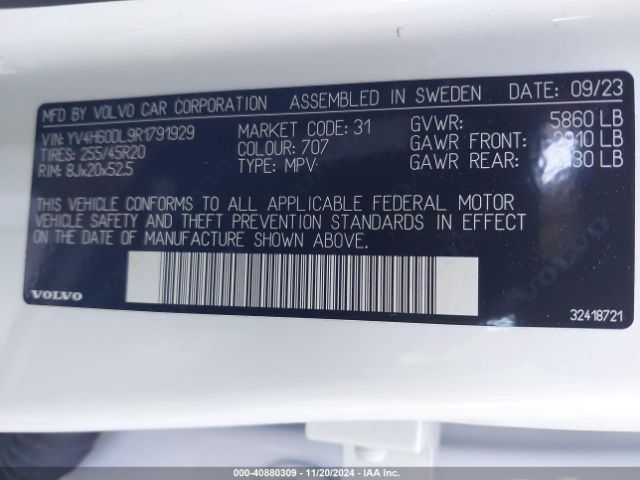 MFD BY VOLVO CAR CORPORATION ASSEMBLED IN SWEDEN DATE: 09/23
VIN: YV4H60DL9R1791929 MARKET CODE: 31 GVWR: 5860 LB
TIRES: 255/45R20 COLOUR: 707 GAWR FRONT: LB
RIM: 8Jx20x52.5 TYPE: MPV GAWR REAR: LB
THIS VEHICLE CONFORMS TO ALL APPLICABLE FEDERAL MOTOR
VEHICLE SAFETY AND THEFT PREVENTION STANDARDS IN EFFECT
ON THE DATE OF MANUFACTURE SHOWN ABOVE.
VOLVO
32418721
000-40880309 - 11/20/2024 - IAA Inc.